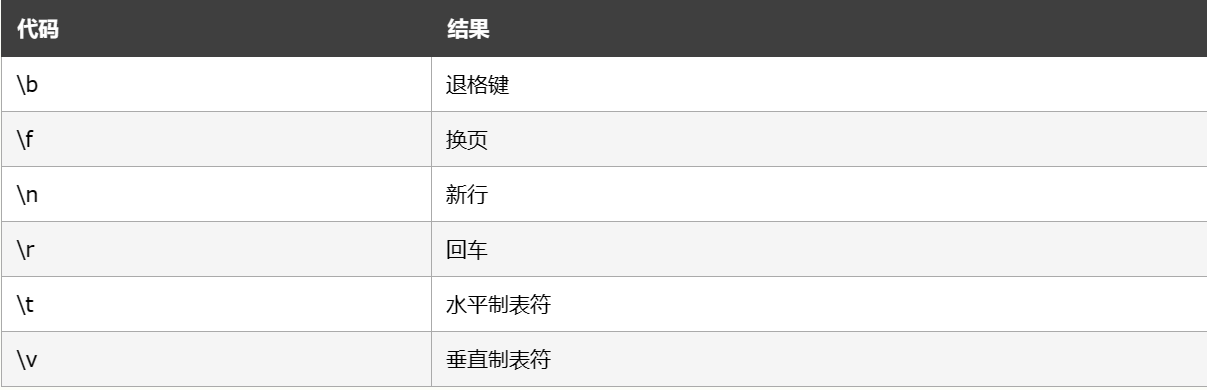 代码 结果
\b 退格键
\f 换页
\n 新行
\r 回车
\t 水平制表符
\v 垂直制表符